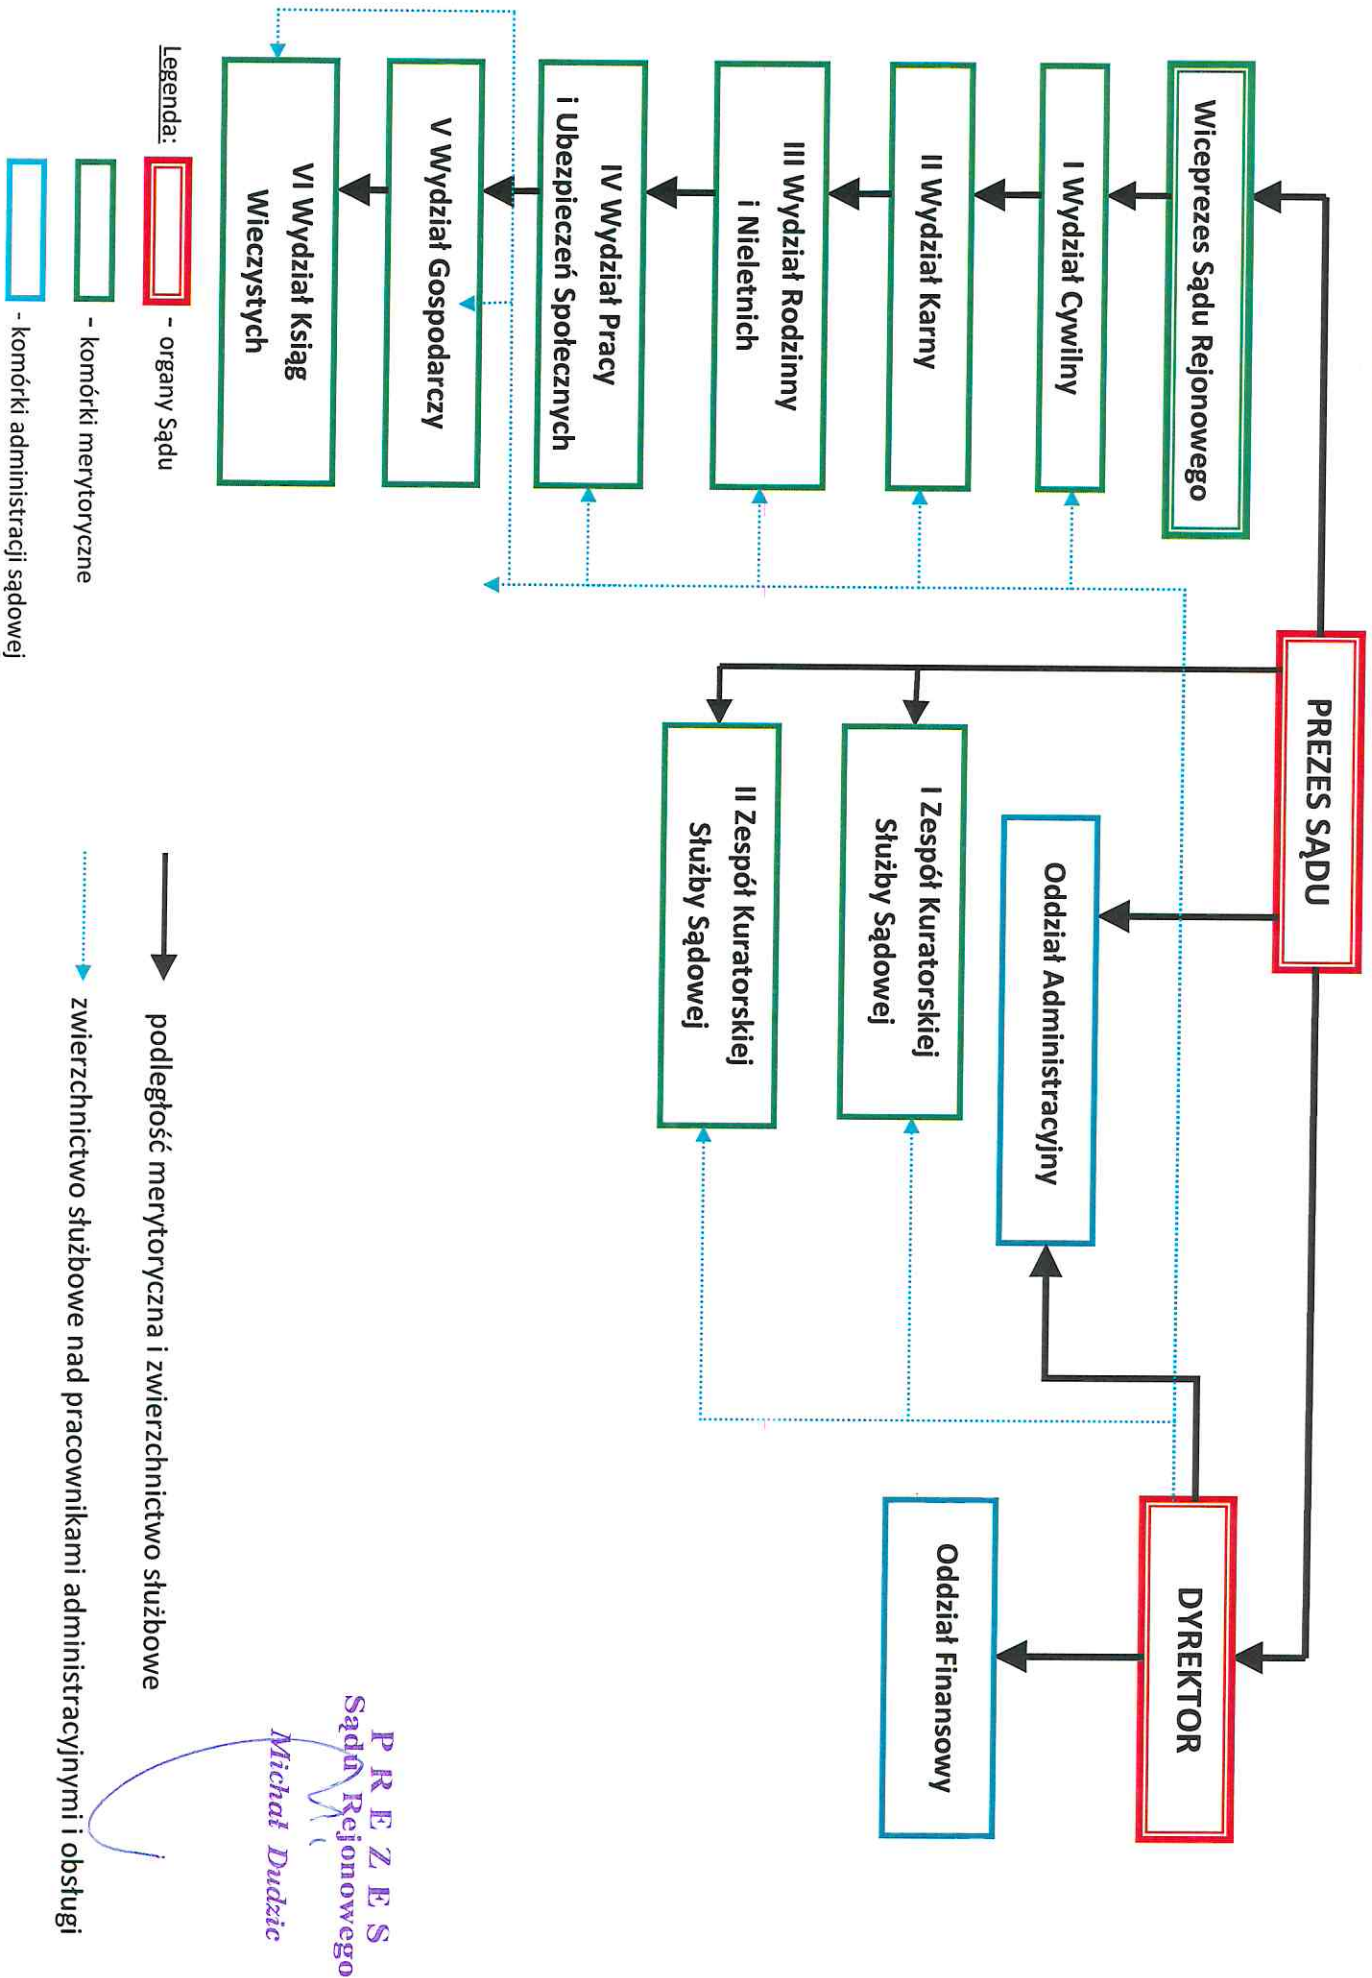 PREZES SĄDU
Wiceprezes Sądu Rejonowego
DYREKTOR
I Wydział Cywilny
II Wydział Karny
III Wydział Rodzinny
i Nieletnich
IV Wydział Pracy
i Ubezpieczeń Społecznych
V Wydział Gospodarczy
VI Wydział Ksiąg
Wieczystych
Oddział Administracyjny
I Zespół Kuratorskiej
Służby Sądowej
II Zespół Kuratorskiej
Służby Sądowej
Oddział Finansowy
Legenda:
- organy Sądu
- komórki merytoryczne
- komórki administracji sądowej
podległość merytoryczna i zwierzchnictwo służbowe
zwierzchnictwo służbowe nad pracownikami administracyjnymi i obsługi
PREZES
Sądu Rejonowego
Michał Dudzic